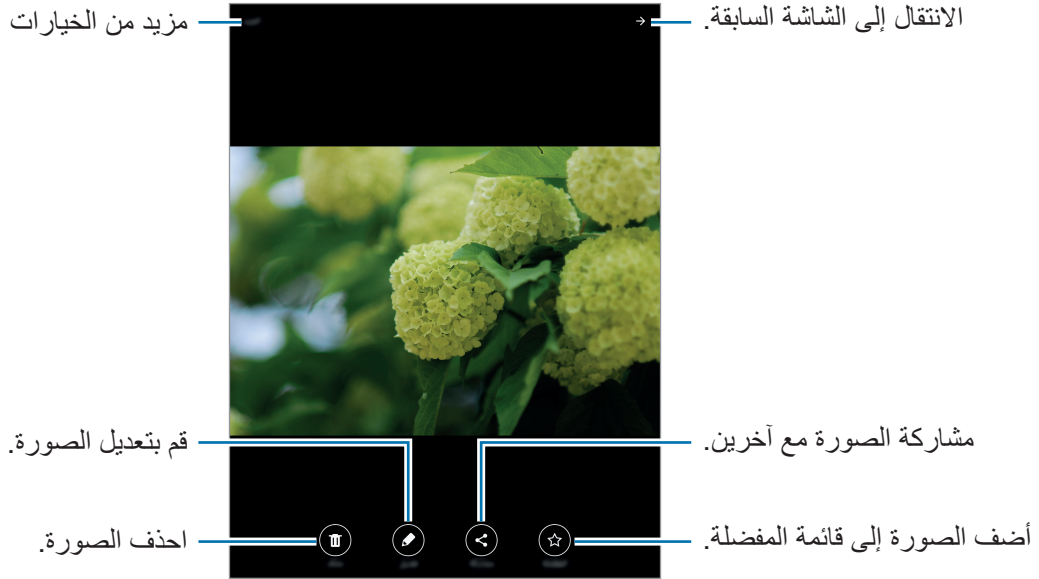 الانتقال إلى الشاشة السابقة.
مزيد من الخيارات
مشاركة الصورة مع آخرين.
قم بتعديل الصورة.
أضف الصورة إلى قائمة المفضلة.
احذف الصورة.